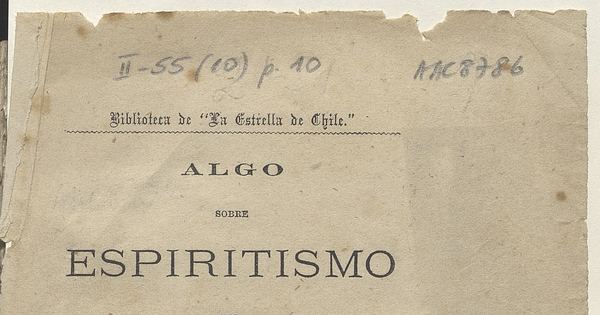 II-55 (10) p. 10
AAC8786
Biblioteca de "La Estrella de Chile."
ALGO
SOBRE
ESPIRITISMO